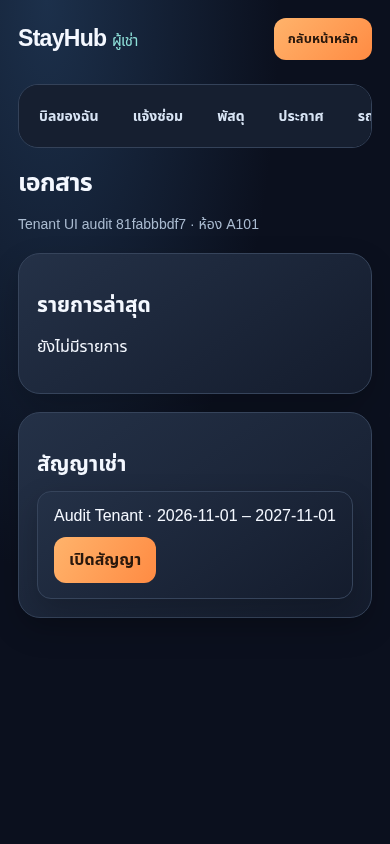 StayHub ผู้เช่า
กลับหน้าหลัก
บิลของฉัน แจ้งซ่อม พัสดุ ประกาศ
เอกสาร
Tenant UI audit 81fabbbdf7 · ห้อง A101
รายการล่าสุด
ยังไม่มีรายการ
สัญญาเช่า
Audit Tenant · 2026-11-01 – 2027-11-01
เปิดสัญญา